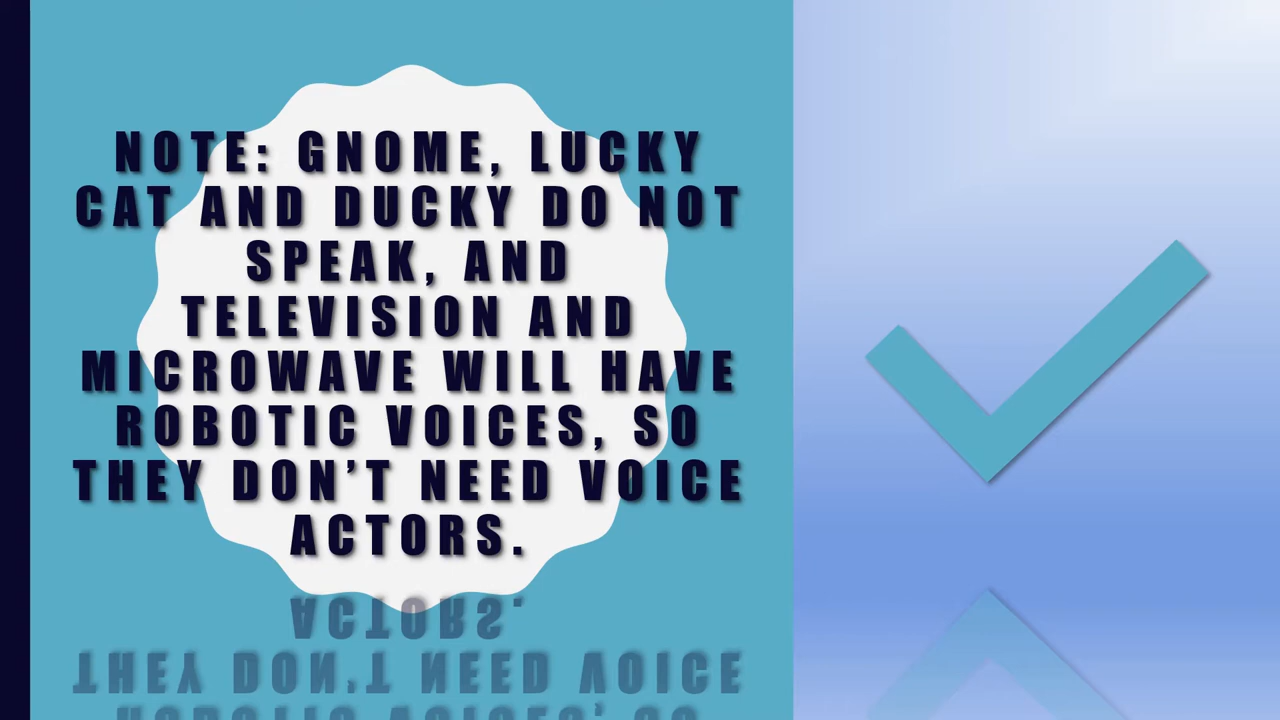 NOTE: GNOME, LUCKY
CAT AND DUCKY DO NOT
SPEAK, AND
TELEVISION AND
MICROWAVE WILL HAVE
ROBOTIC VOICES, SO
THEY DON’T NEED VOICE
ACTORS.